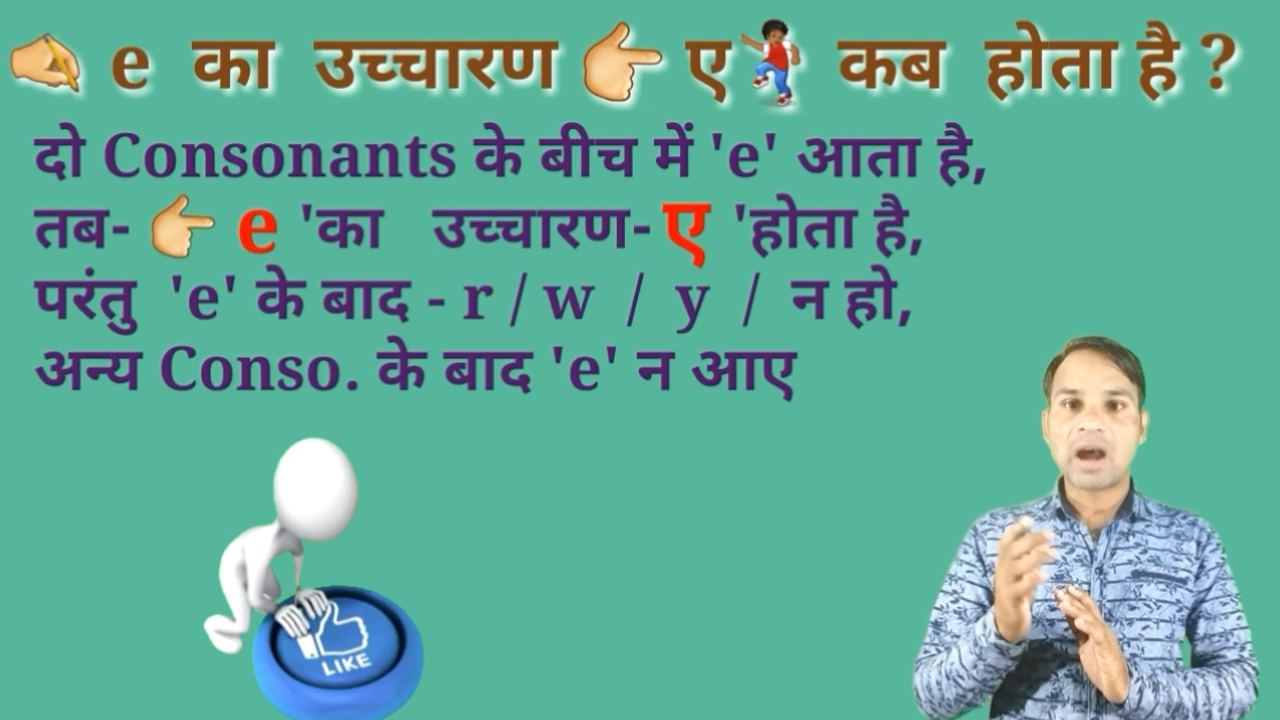 e का उच्चारण ए कब होता है ?
दो Consonants के बीच में 'e' आता है,
तब- e 'का उच्चारण- ए 'होता है,
परंतु 'e' के बाद - r / w / y / न हो,
अन्य Conso. के बाद 'e' न आए
LIKE